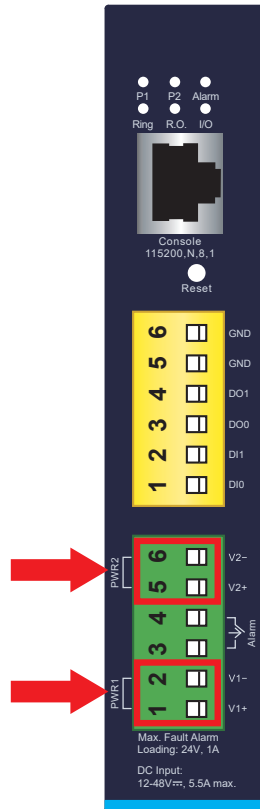 P1 P2 Alarm
Ring R.O. I/O
Console
115200,N,8,1
Reset
6 GND
5 GND
4 DO1
3 DO0
2 DI1
1 DI0
PWR2
6 V2−
5 V2+
4
3
Alarm
PWR1
2 V1−
1 V1+
Max. Fault Alarm
Loading: 24V, 1A
DC Input:
12-48V⎓, 5.5A max.